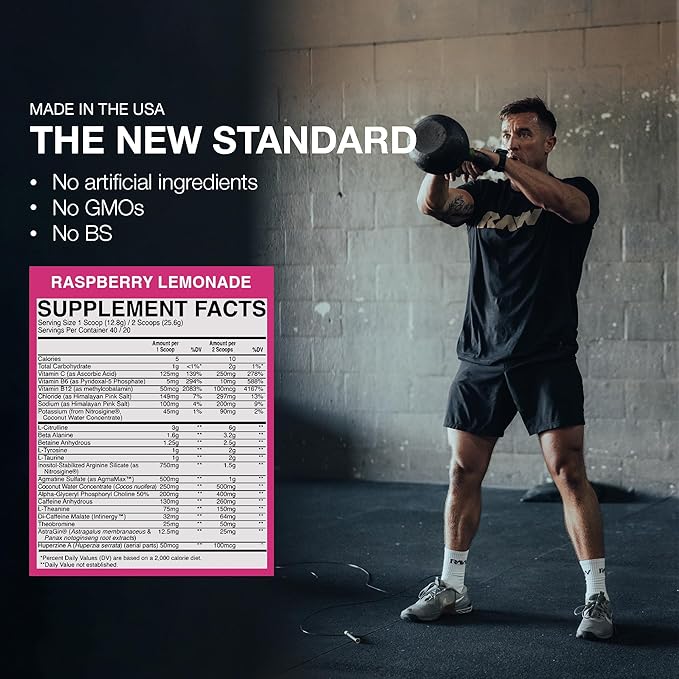 MADE IN THE USA
THE NEW STANDARD
• No artificial ingredients
• No GMOs
• No BS
RAW
RASPBERRY LEMONADE
SUPPLEMENT FACTS
Serving Size 1 Scoop (12.8g) / 2 Scoops (25.6g)
Servings Per Container 40 / 20
Amount per 1 Scoop %DV Amount per 2 Scoops %DV
Calories 5 10
Total Carbohydrate 1g <1%* 2g 1%*
Vitamin C (as Ascorbic Acid) 125mg 139% 250mg 278%
Vitamin B6 (as Pyridoxal-5 Phosphate) 5mg 294% 10mg 588%
Vitamin B12 (as methylcobalamin) 50mcg 2083% 100mcg 4167%
Chloride (as Himalayan Pink Salt) 149mg 7% 297mg 13%
Sodium (as Himalayan Pink Salt) 100mg 4% 200mg 9%
Potassium (from Nitrosigine®, 45mg 1% 90mg 2%
Coconut Water Concentrate)
L-Citrulline 3g ** 6g **
Beta Alanine 1.6g ** 3.2g **
Betaine Anhydrous 1.25g ** 2.5g **
L-Tyrosine 1g ** 2g **
L-Taurine 1g ** 2g **
Inositol-Stabilized Arginine Silicate (as 750mg ** 1.5g **
Nitrosigine®)
Agmatine Sulfate (as AgmaMax™) 500mg ** 1g **
Coconut Water Concentrate (Cocos nucifera) 250mg ** 500mg **
Alpha-Glyceryl Phosphoryl Choline 50% 200mg ** 400mg **
Caffeine Anhydrous 130mg ** 260mg **
L-Theanine 75mg ** 150mg **
Di-Caffeine Malate (Infinergy™) 32mg ** 64mg **
Theobromine 25mg ** 50mg **
AstraGin® (Astragalus membranaceus & 12.5mg ** 25mg **
Panax notoginseng root extracts)
Huperzine A (Huperzia serrata) (aerial parts) 50mcg ** 100mcg **
*Percent Daily Values (DV) are based on a 2,000 calorie diet.
**Daily Value not established.
RAW
RAW